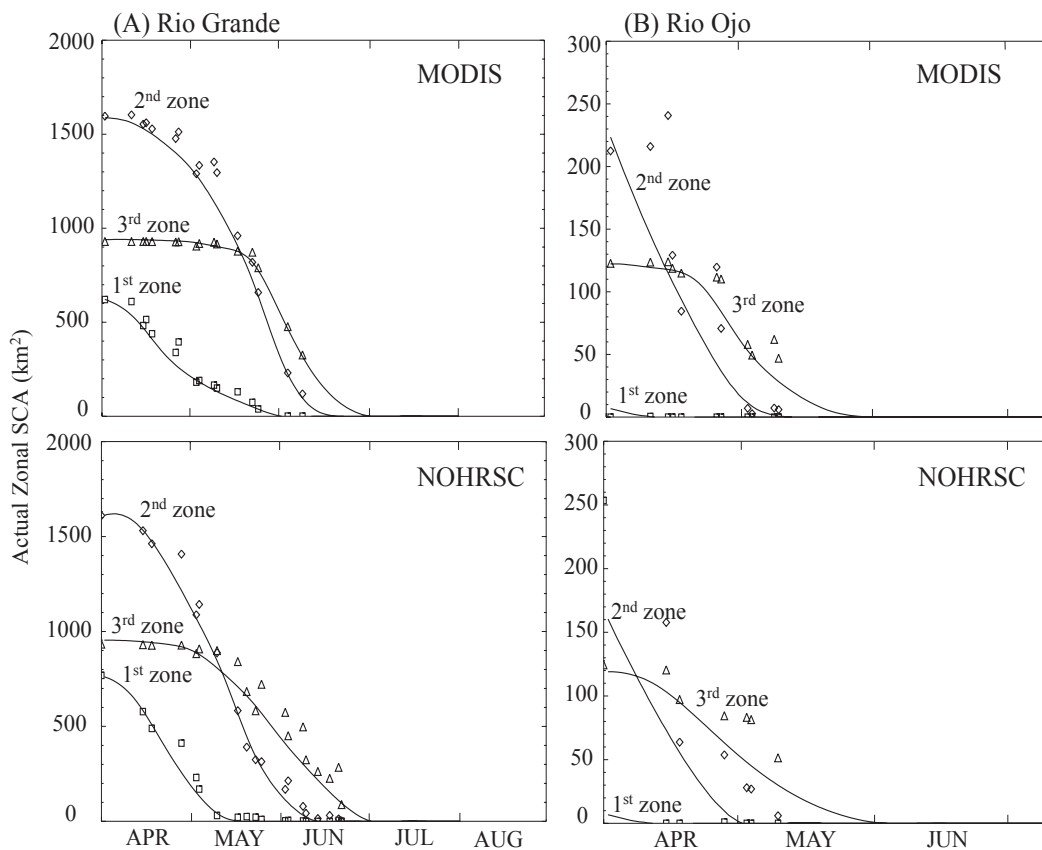 (A) Rio Grande
(B) Rio Ojo
Actual Zonal SCA (km²)
2000
1500
1000
500
0
MODIS
2nd zone
3rd zone
1st zone
300
250
200
150
100
50
0
MODIS
2nd zone
3rd zone
1st zone
2000
1500
1000
500
0
NOHRSC
2nd zone
3rd zone
1st zone
APR MAY JUN JUL AUG
300
250
200
150
100
50
0
NOHRSC
2nd zone
3rd zone
1st zone
APR MAY JUN